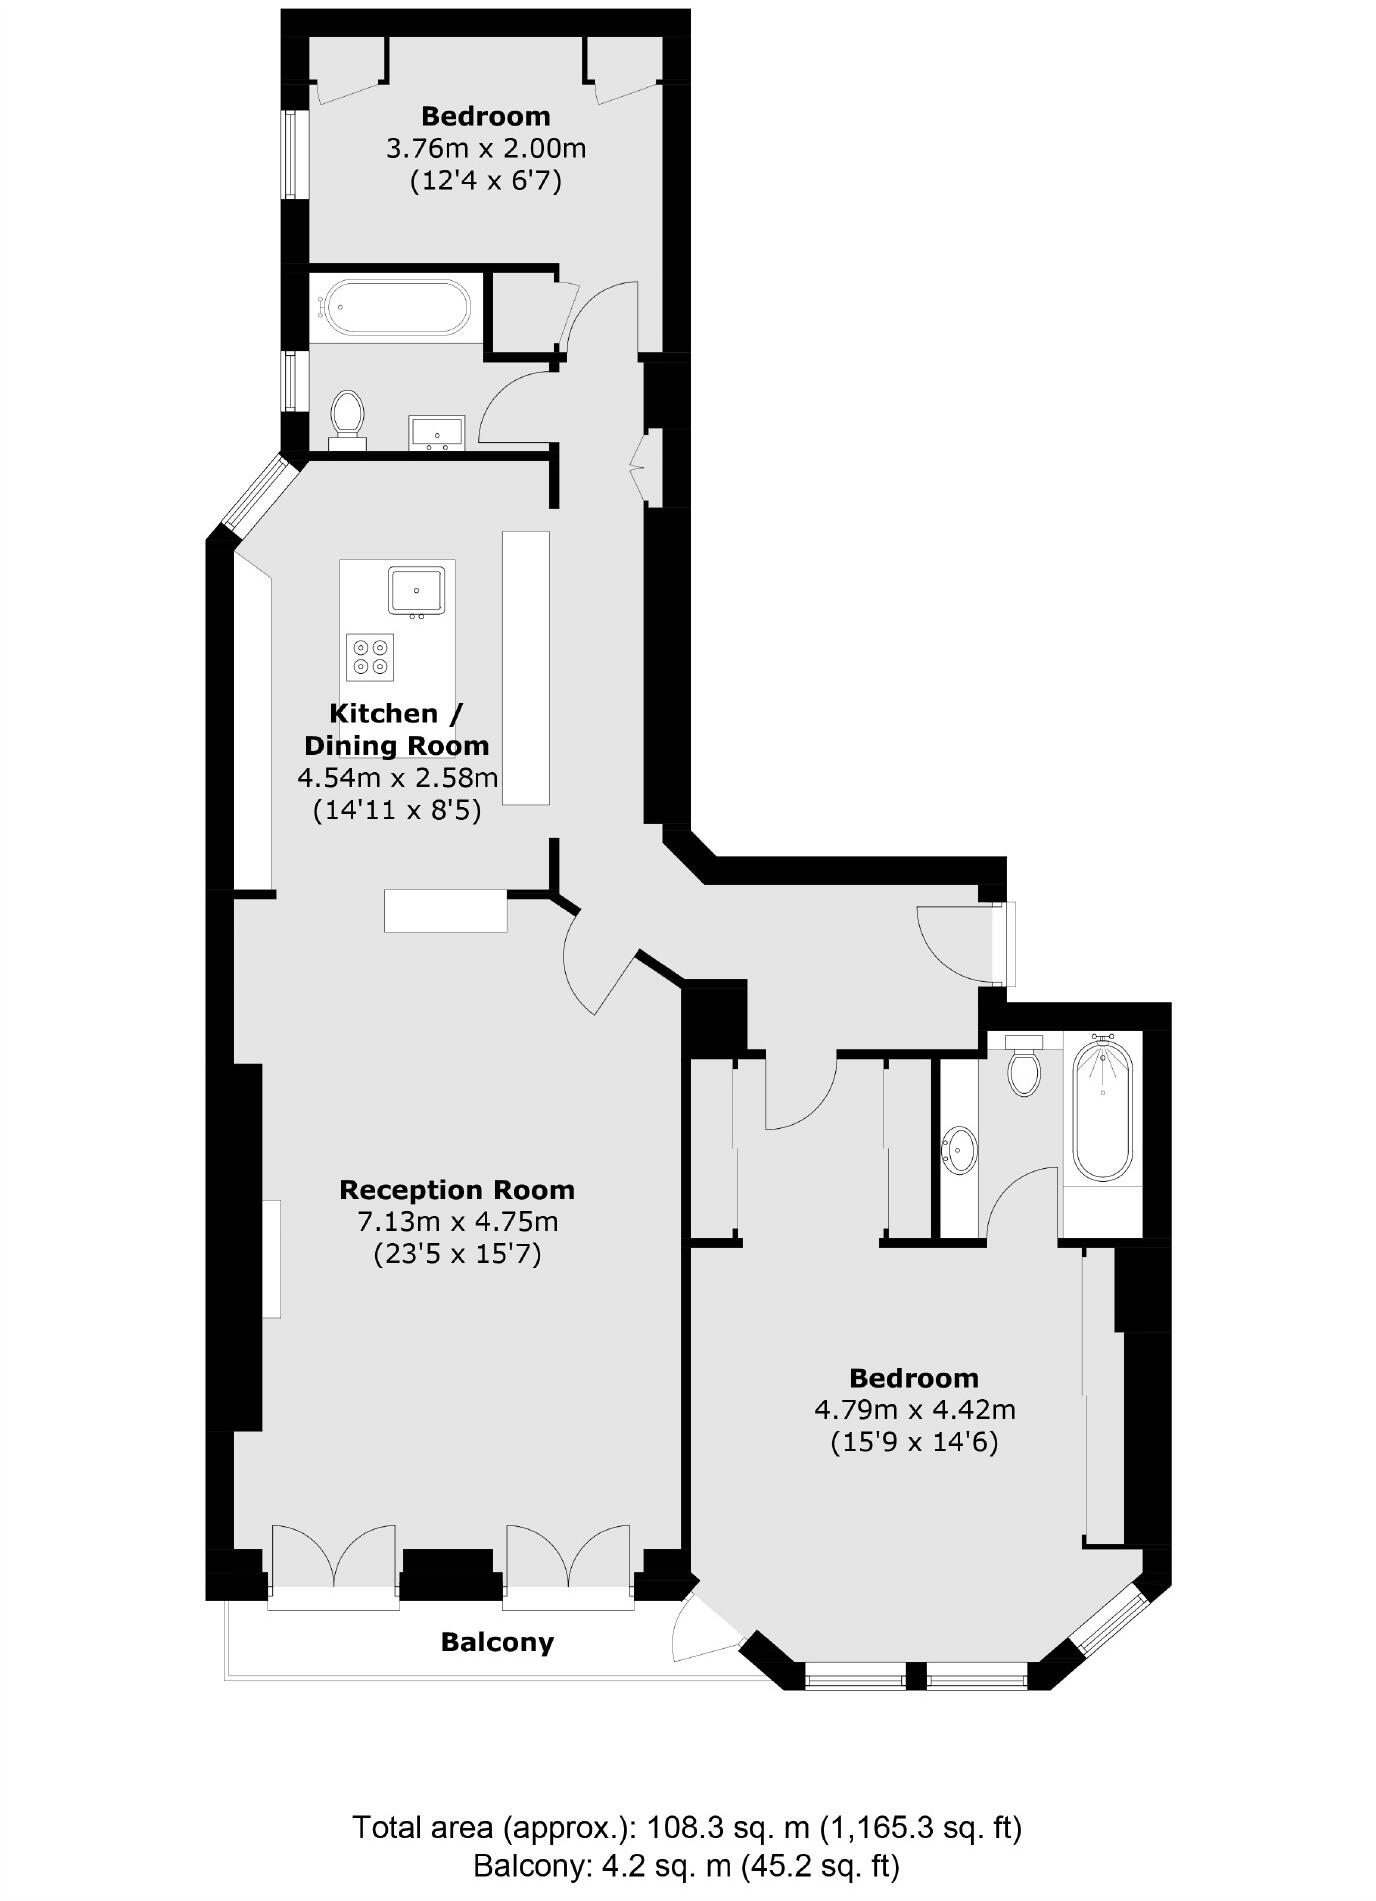 Bedroom
3.76m x 2.00m
(12'4 x 6'7)
Kitchen /
Dining Room
4.54m x 2.58m
(14'11 x 8'5)
Reception Room
7.13m x 4.75m
(23'5 x 15'7)
Bedroom
4.79m x 4.42m
(15'9 x 14'6)
Balcony
Total area (approx.): 108.3 sq. m (1,165.3 sq. ft)
Balcony: 4.2 sq. m (45.2 sq. ft)